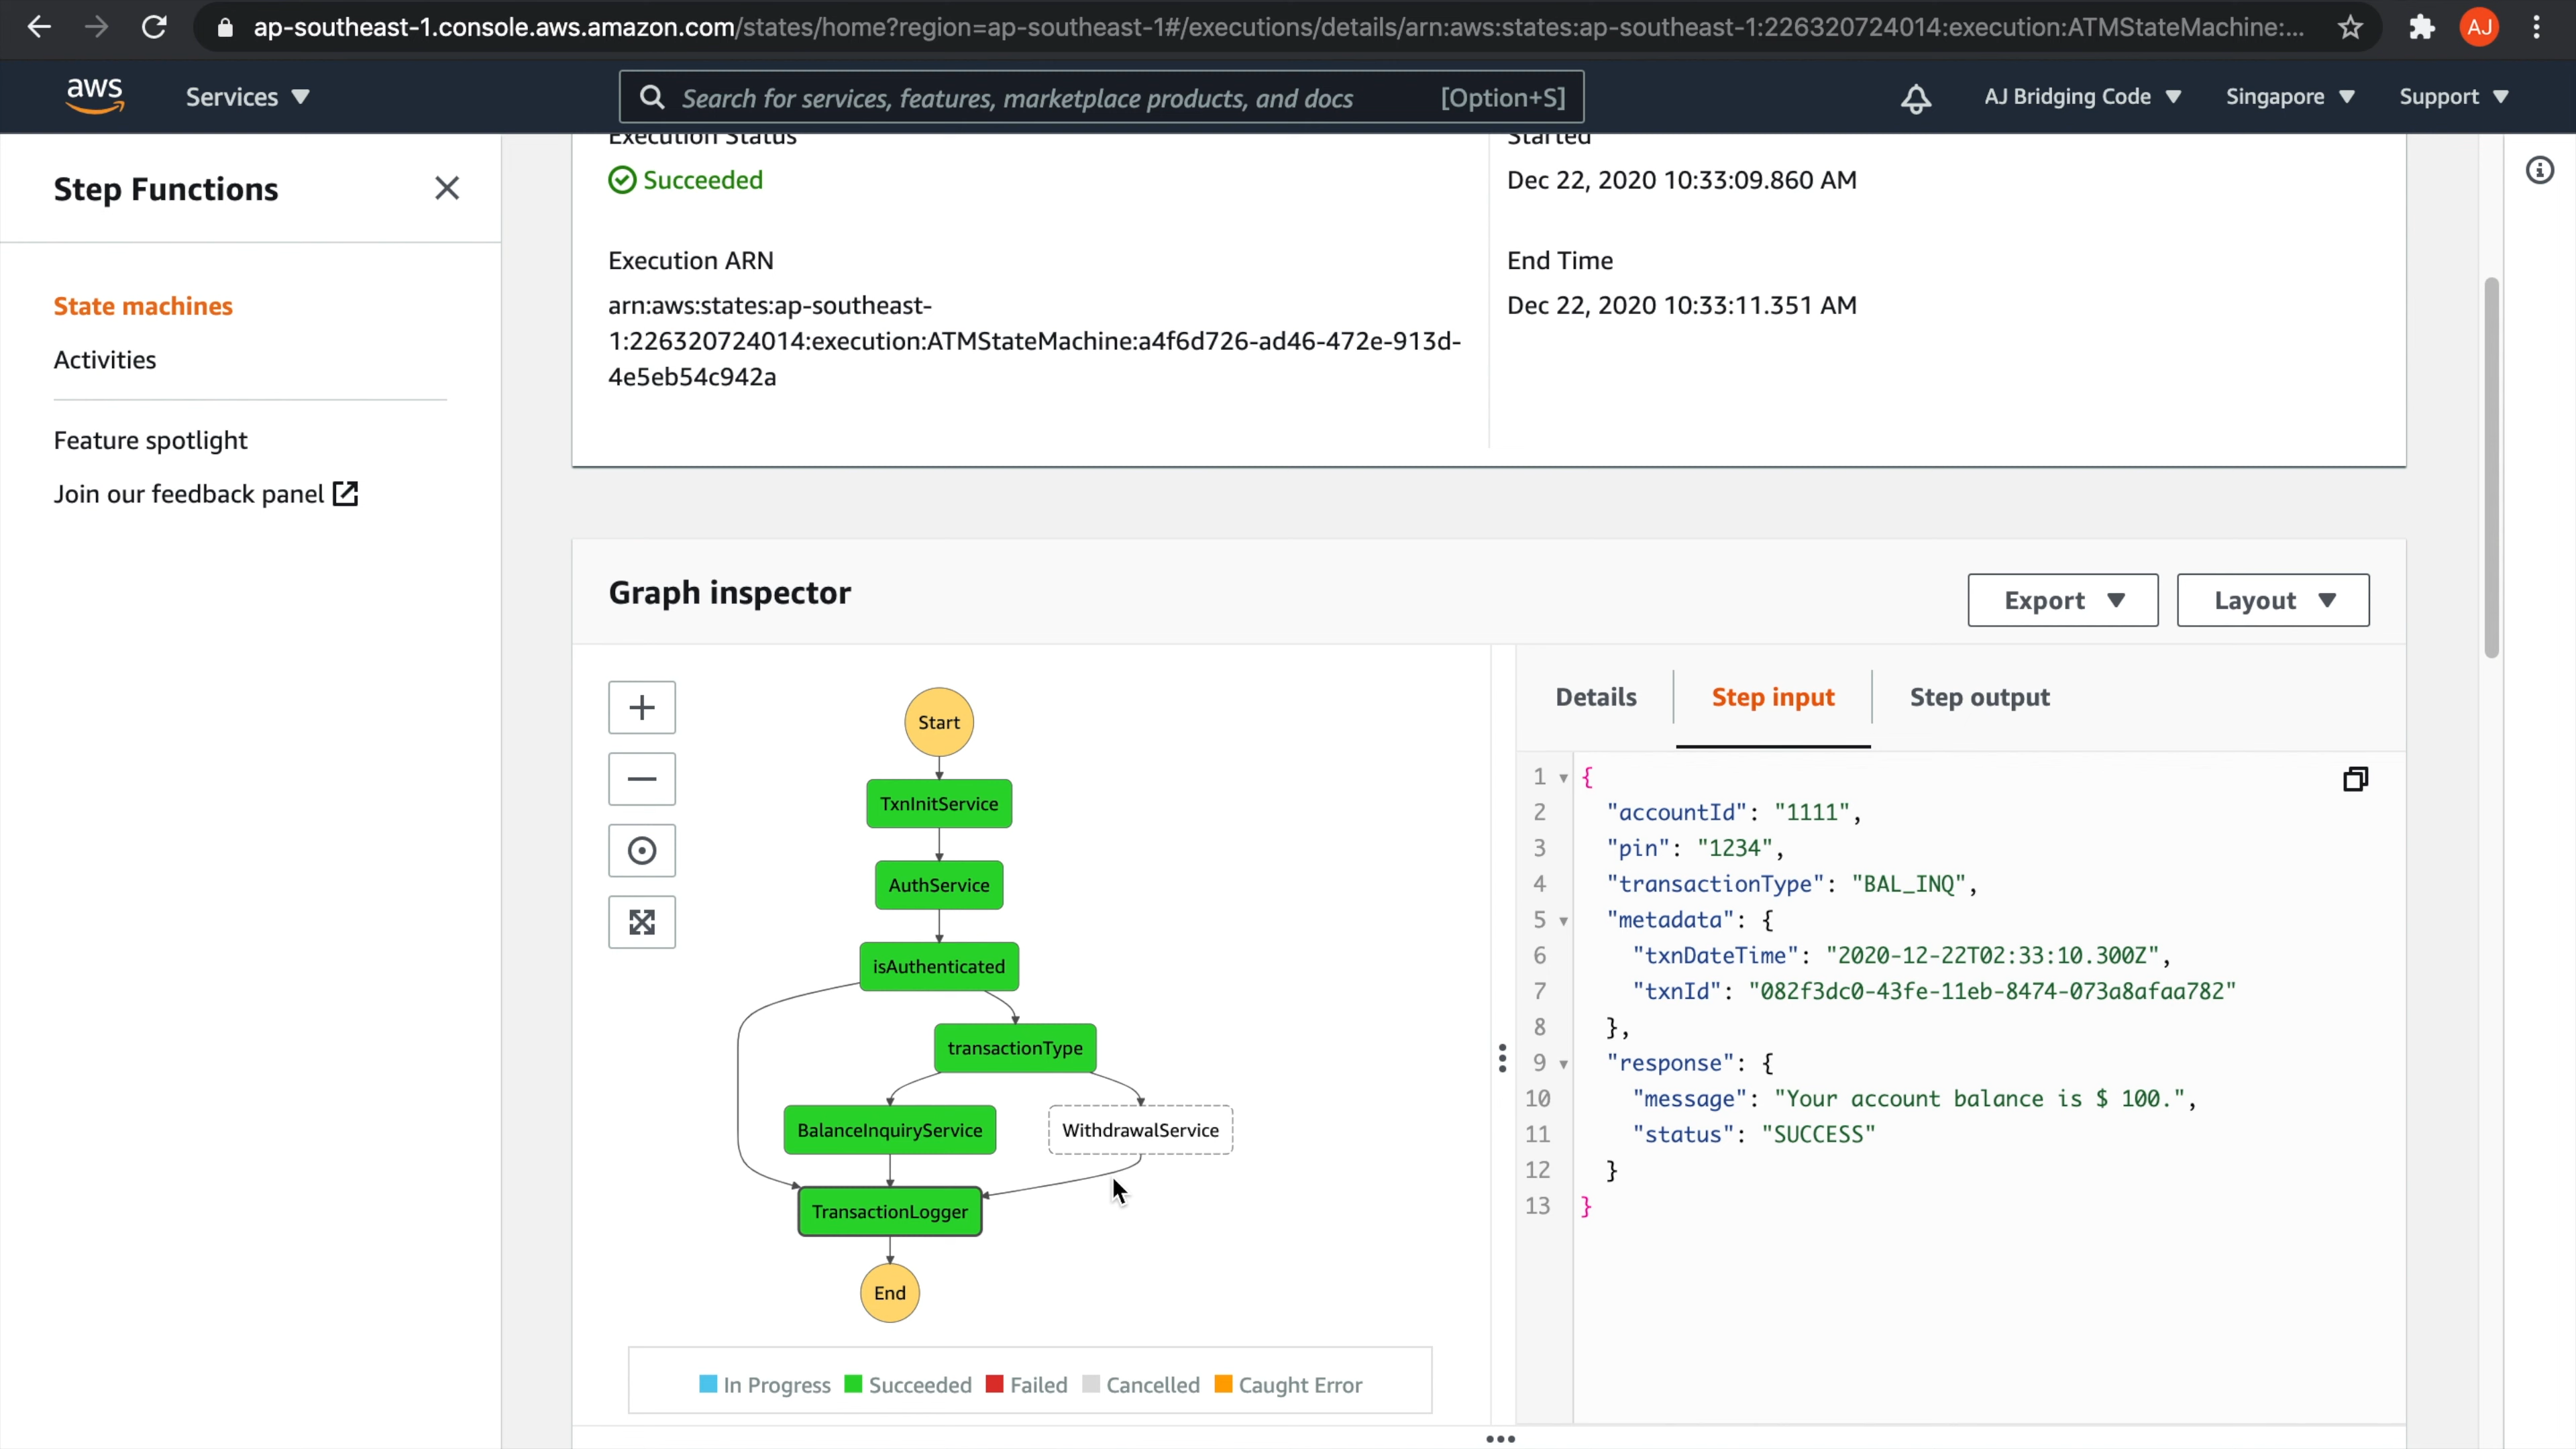 ap-southeast-1.console.aws.amazon.com/states/home?region=ap-southeast-1#/executions/details/arn:aws:states:ap-southeast-1:226320724014:execution:ATMStateMachine:...
AJ
aws
Services
Search for services, features, marketplace products, and docs
[Option+S]
AJ Bridging Code
Singapore
Support
Step Functions
State machines
Activities
Feature spotlight
Join our feedback panel
Execution Status
Succeeded
Started
Dec 22, 2020 10:33:09.860 AM
Execution ARN
arn:aws:states:ap-southeast-
1:226320724014:execution:ATMStateMachine:a4f6d726-ad46-472e-913d-
4e5eb54c942a
End Time
Dec 22, 2020 10:33:11.351 AM
Graph inspector
Export
Layout
Start
TxnInitService
AuthService
isAuthenticated
transactionType
BalanceInquiryService
WithdrawalService
TransactionLogger
End
In Progress
Succeeded
Failed
Cancelled
Caught Error
Details
Step input
Step output
1 {
2 "accountId": "1111",
3 "pin": "1234",
4 "transactionType": "BAL_INQ",
5 "metadata": {
6 "txnDateTime": "2020-12-22T02:33:10.300Z",
7 "txnId": "082f3dc0-43fe-11eb-8474-073a8afaa782"
8 },
9 "response": {
10 "message": "Your account balance is $ 100.",
11 "status": "SUCCESS"
12 }
13 }